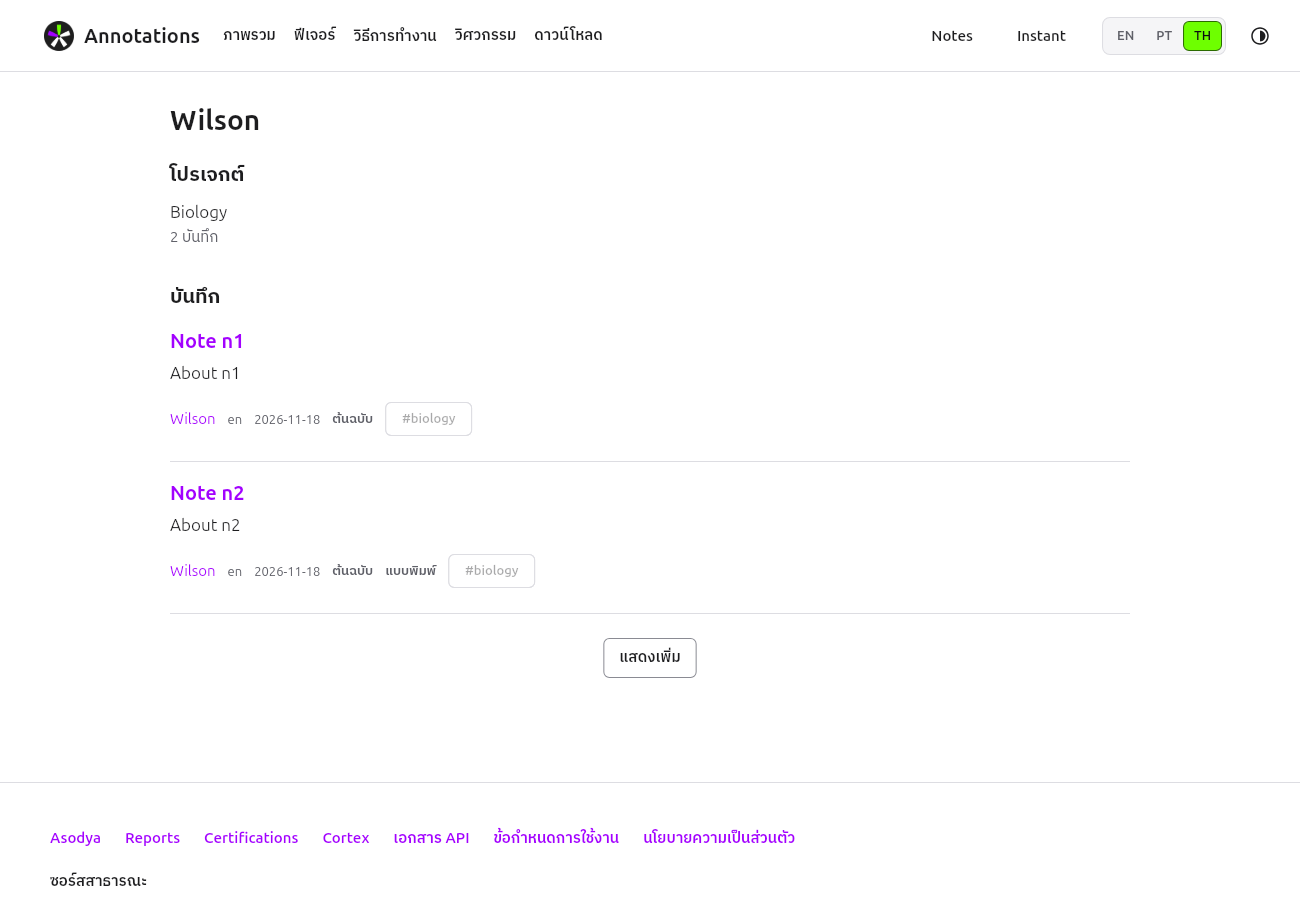 Annotations ภาพรวม ฟีเจอร์ วิธีการทำงาน วิศวกรรม ดาวน์โหลด Notes Instant EN PT TH
Wilson
โปรเจกต์
Biology
2 บันทึก
บันทึก
Note n1
About n1
Wilson en 2026-11-18 ต้นฉบับ #biology
Note n2
About n2
Wilson en 2026-11-18 ต้นฉบับ แบบพิมพ์ #biology
แสดงเพิ่ม
Asodya Reports Certifications Cortex เอกสาร API ข้อกำหนดการใช้งาน นโยบายความเป็นส่วนตัว
ซอร์สสาธารณะ